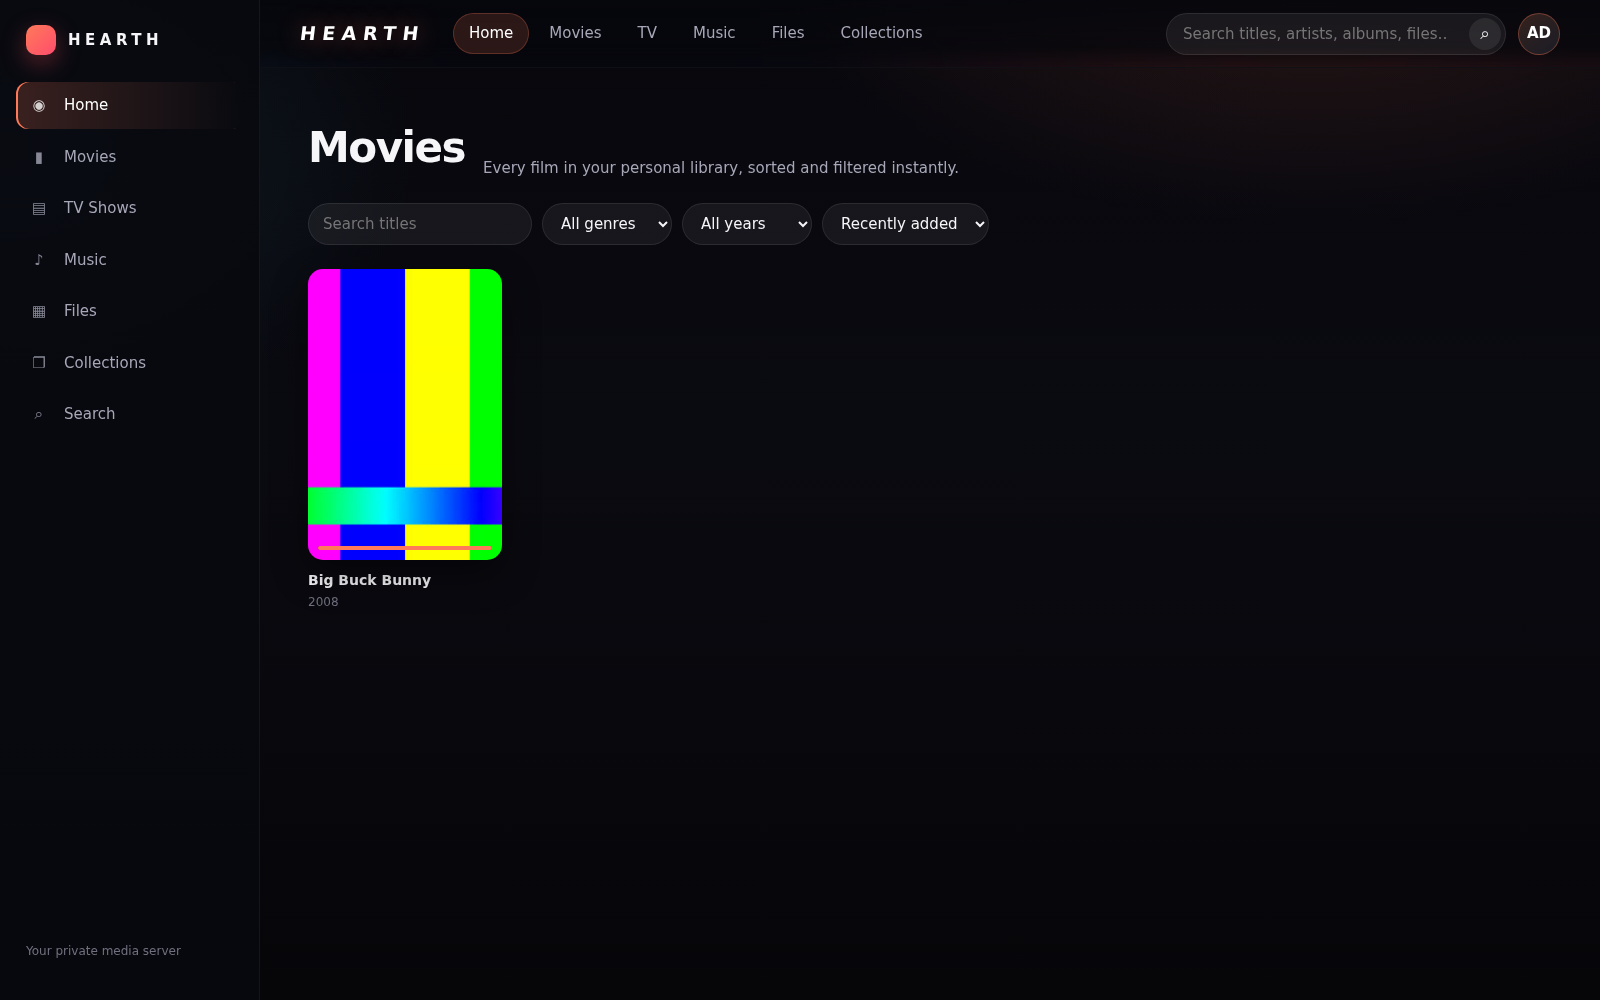 HEARTH
Home
Movies
TV Shows
Music
Files
Collections
Search
Your private media server
HEARTH
Home
Movies
TV
Music
Files
Collections
Search titles, artists, albums, files..
AD
Movies
Every film in your personal library, sorted and filtered instantly.
Search titles
All genres
All years
Recently added
Big Buck Bunny
2008